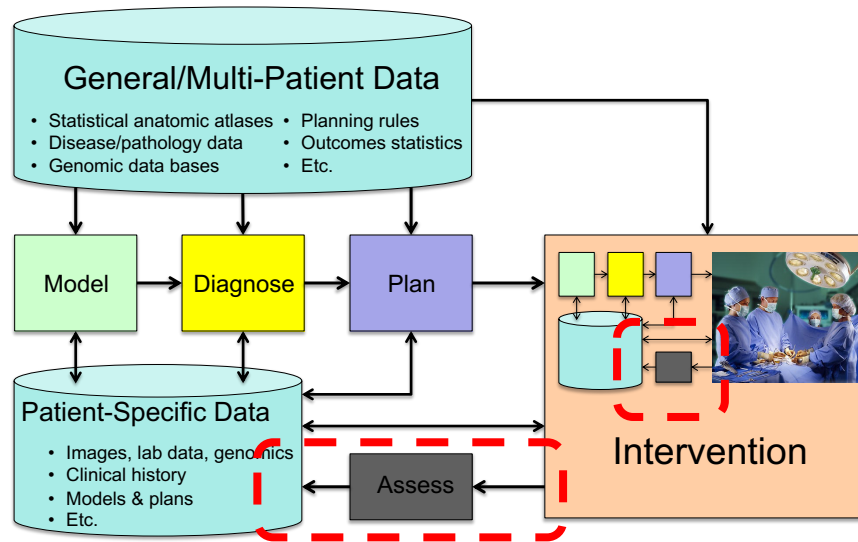 General/Multi-Patient Data
• Statistical anatomic atlases
• Disease/pathology data
• Genomic data bases
• Planning rules
• Outcomes statistics
• Etc.
Model
Diagnose
Plan
Patient-Specific Data
• Images, lab data, genomics
• Clinical history
• Models & plans
• Etc.
Assess
Intervention